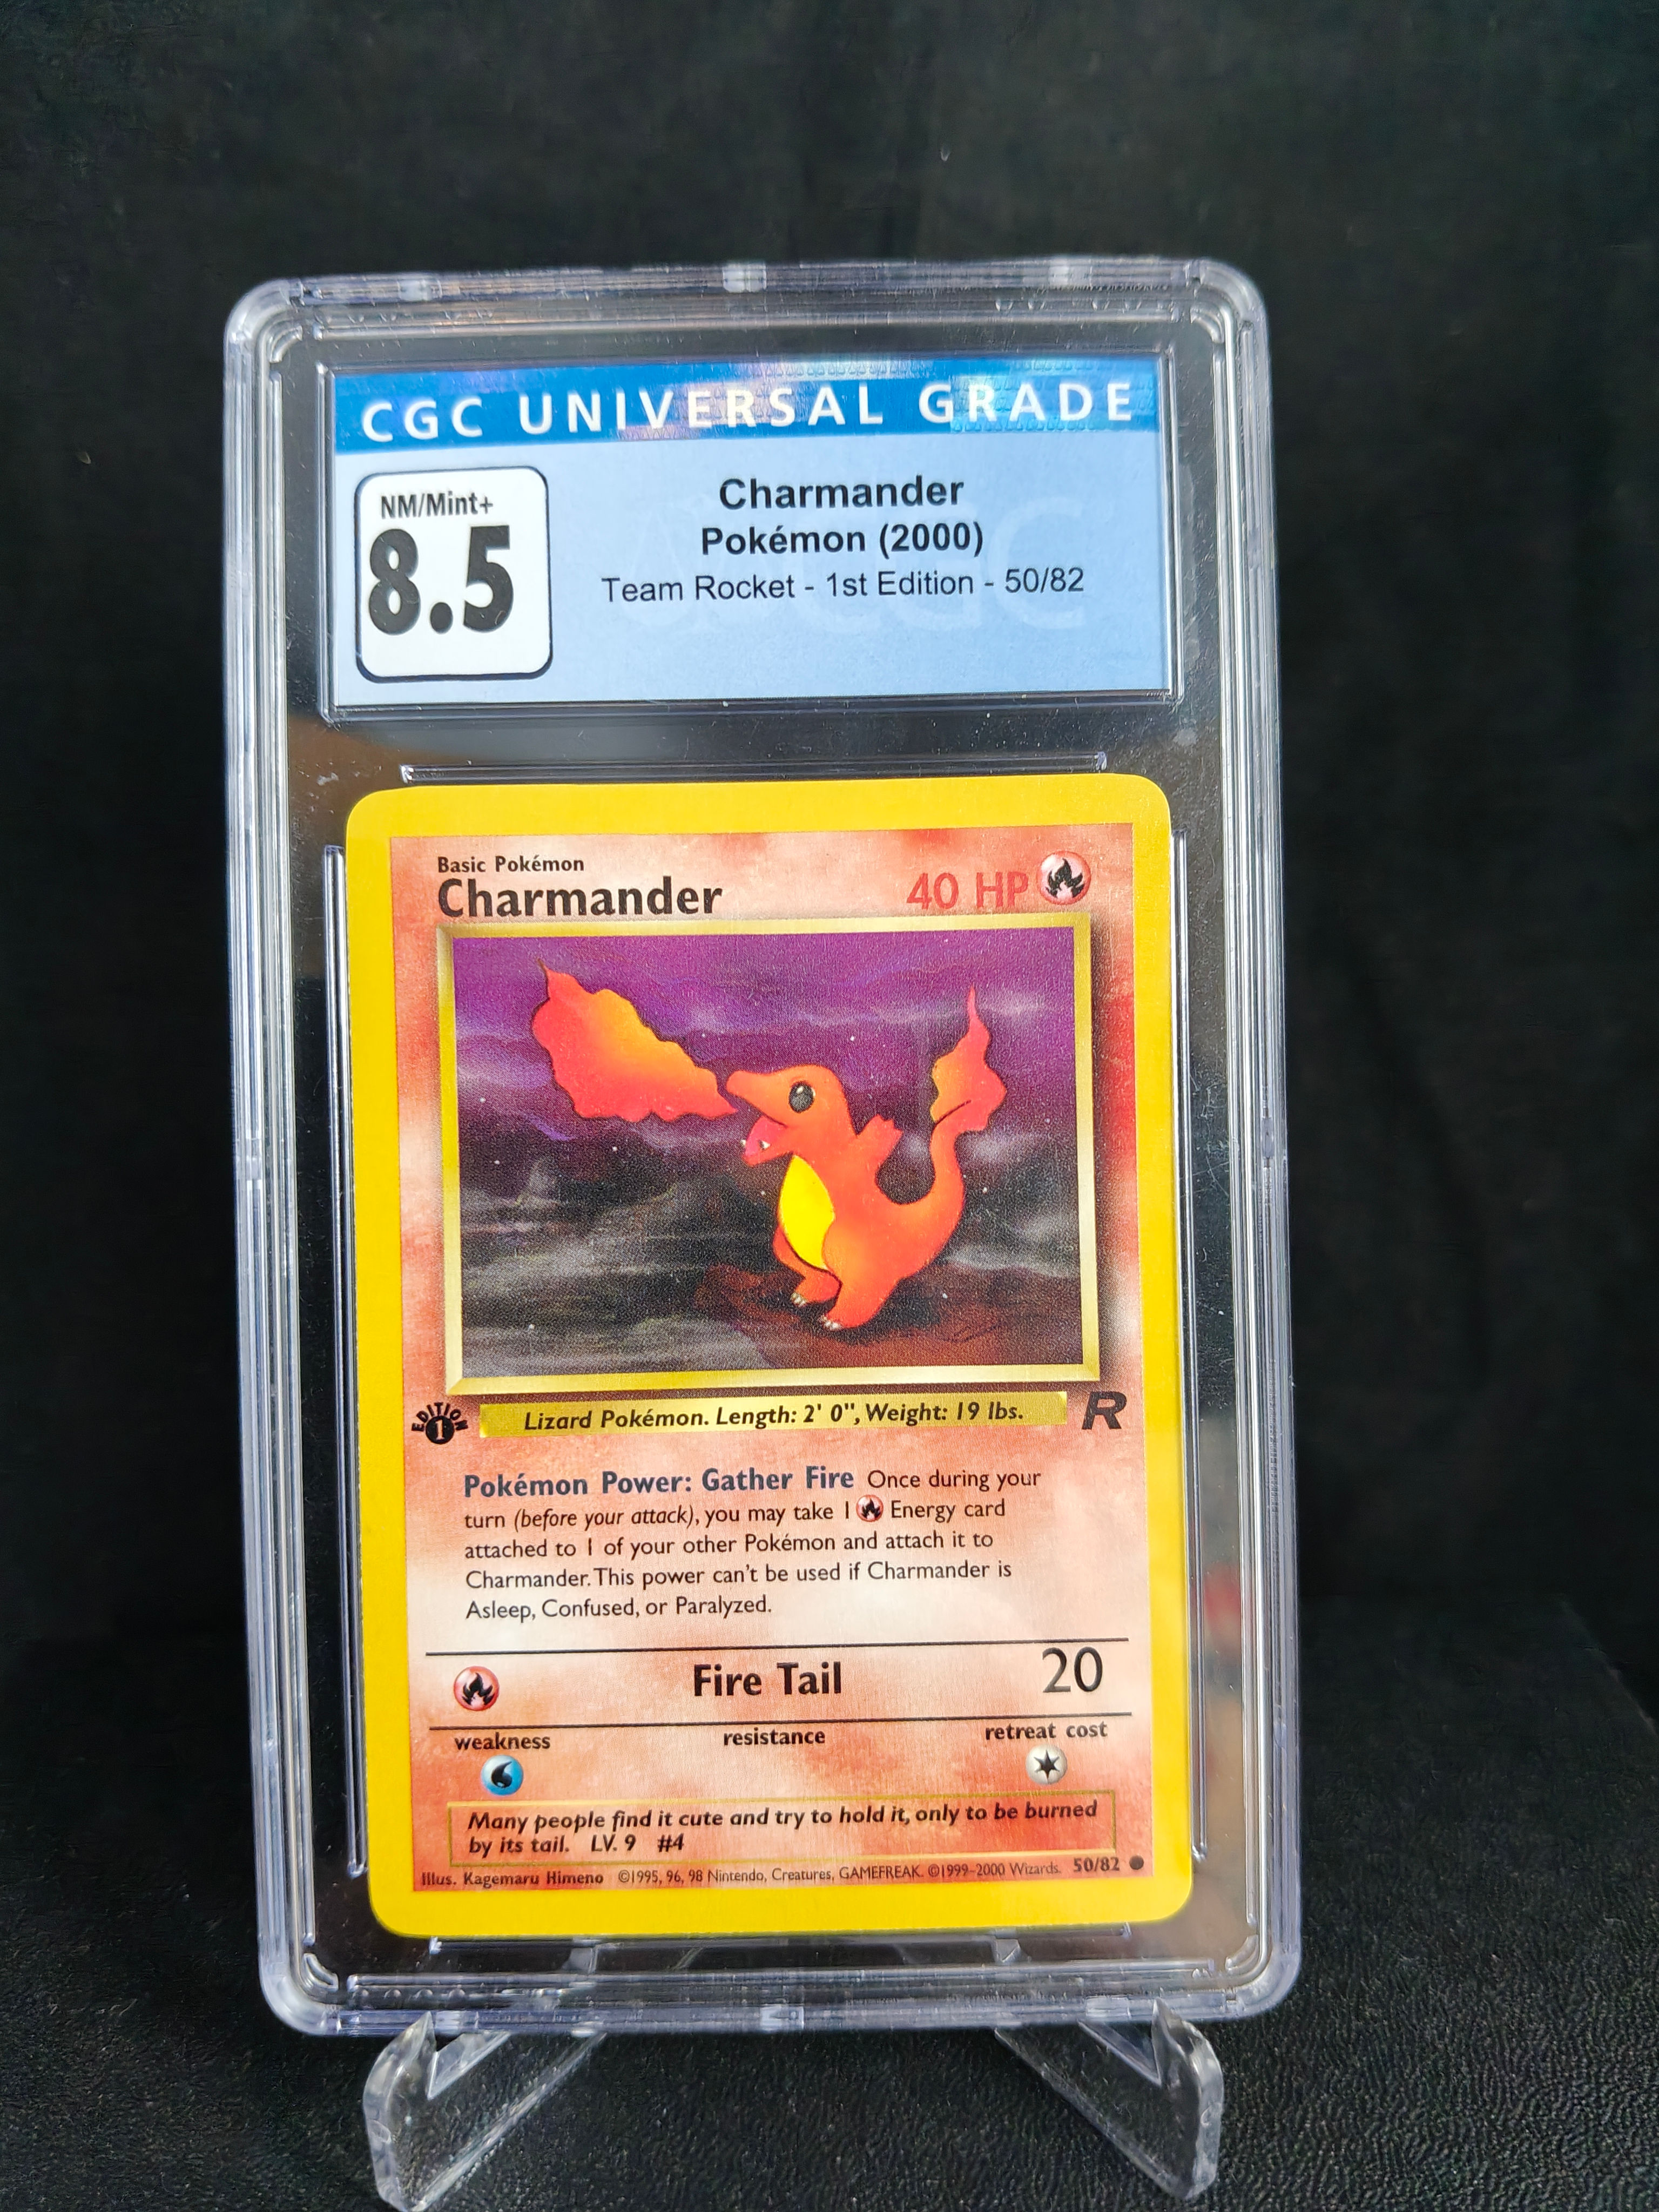 CGC UNIVERSAL GRADE
NM/Mint+
8.5
Charmander
Pokémon (2000)
Team Rocket - 1st Edition - 50/82
Basic Pokémon
Charmander
40 HP
EDITION
1
Lizard Pokémon. Length: 2' 0", Weight: 19 lbs.
R
Pokémon Power: Gather Fire Once during your
turn (before your attack), you may take 1 Energy card
attached to 1 of your other Pokémon and attach it to
Charmander. This power can't be used if Charmander is
Asleep, Confused, or Paralyzed.
Fire Tail
20
weakness
resistance
retreat cost
Many people find it cute and try to hold it, only to be burned
by its tail. LV. 9 #4
Illus. Kagemaru Himeno ©1995, 96, 98 Nintendo, Creatures, GAMEFREAK. ©1999-2000 Wizards. 50/82